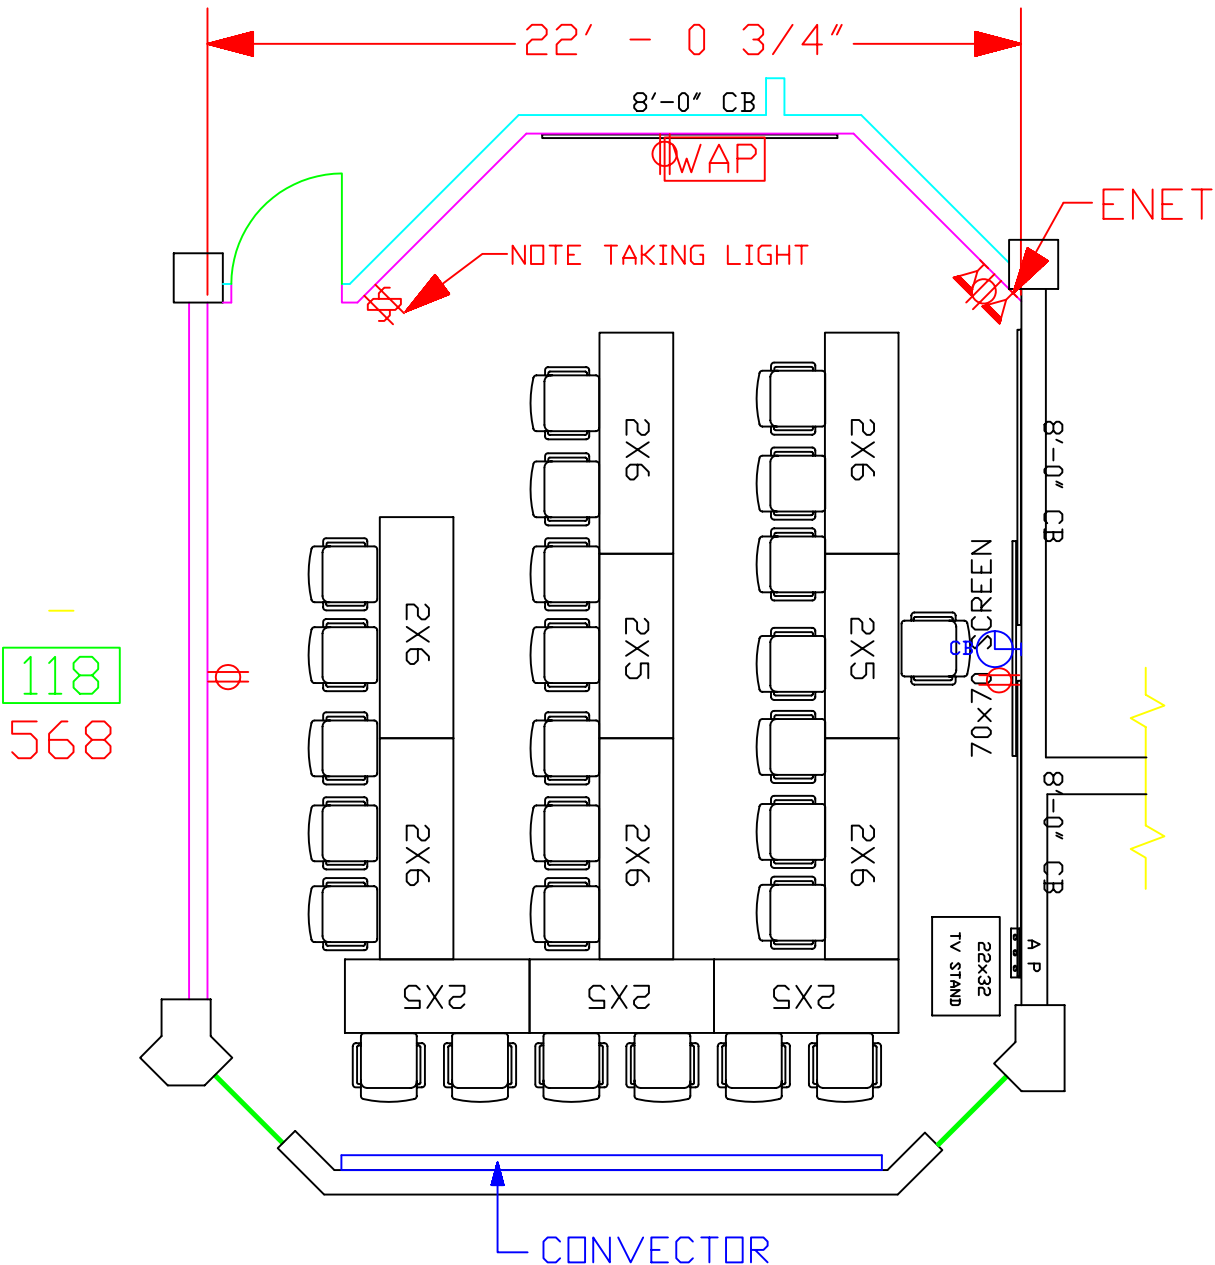 22' - 0 3/4"
8'-0" CB
WAP
ENET
NOTE TAKING LIGHT
2X6
2X6
8'-0" CB
2X6
2X5
2X5
70x70 SCREEN
CB
118
568
2X6
2X6
2X6
8'-0" CB
22x32
TV STAND
A P
2X5
2X5
2X5
CONVECTOR